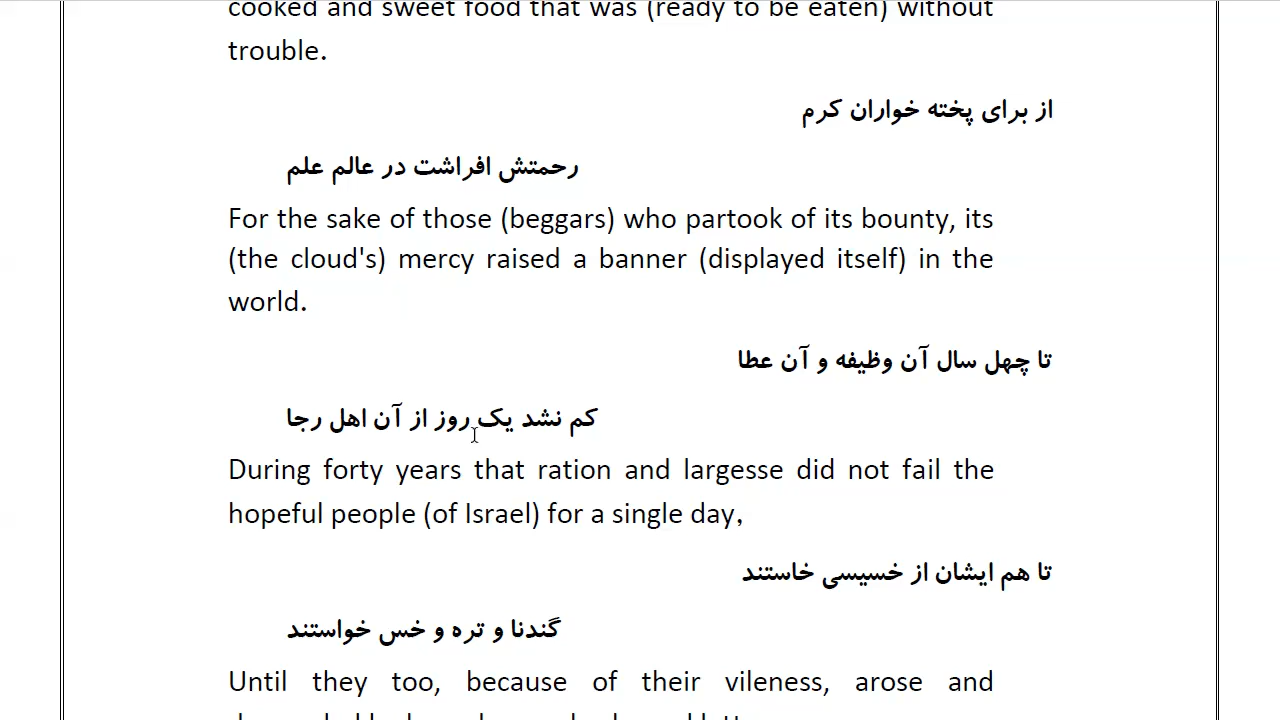 cooked and sweet food that was (ready to be eaten) without
trouble.
از برای پخته خواران کرم
رحمتش افراشت در عالم علم
For the sake of those (beggars) who partook of its bounty, its
(the cloud's) mercy raised a banner (displayed itself) in the
world.
تا چهل سال آن وظیفه و آن عطا
کم نشد یک روز از آن اهل رجا
During forty years that ration and largesse did not fail the
hopeful people (of Israel) for a single day,
تا هم ایشان از خسیسی خاستند
گندنا و تره و خس خواستند
Until they too, because of their vileness, arose and